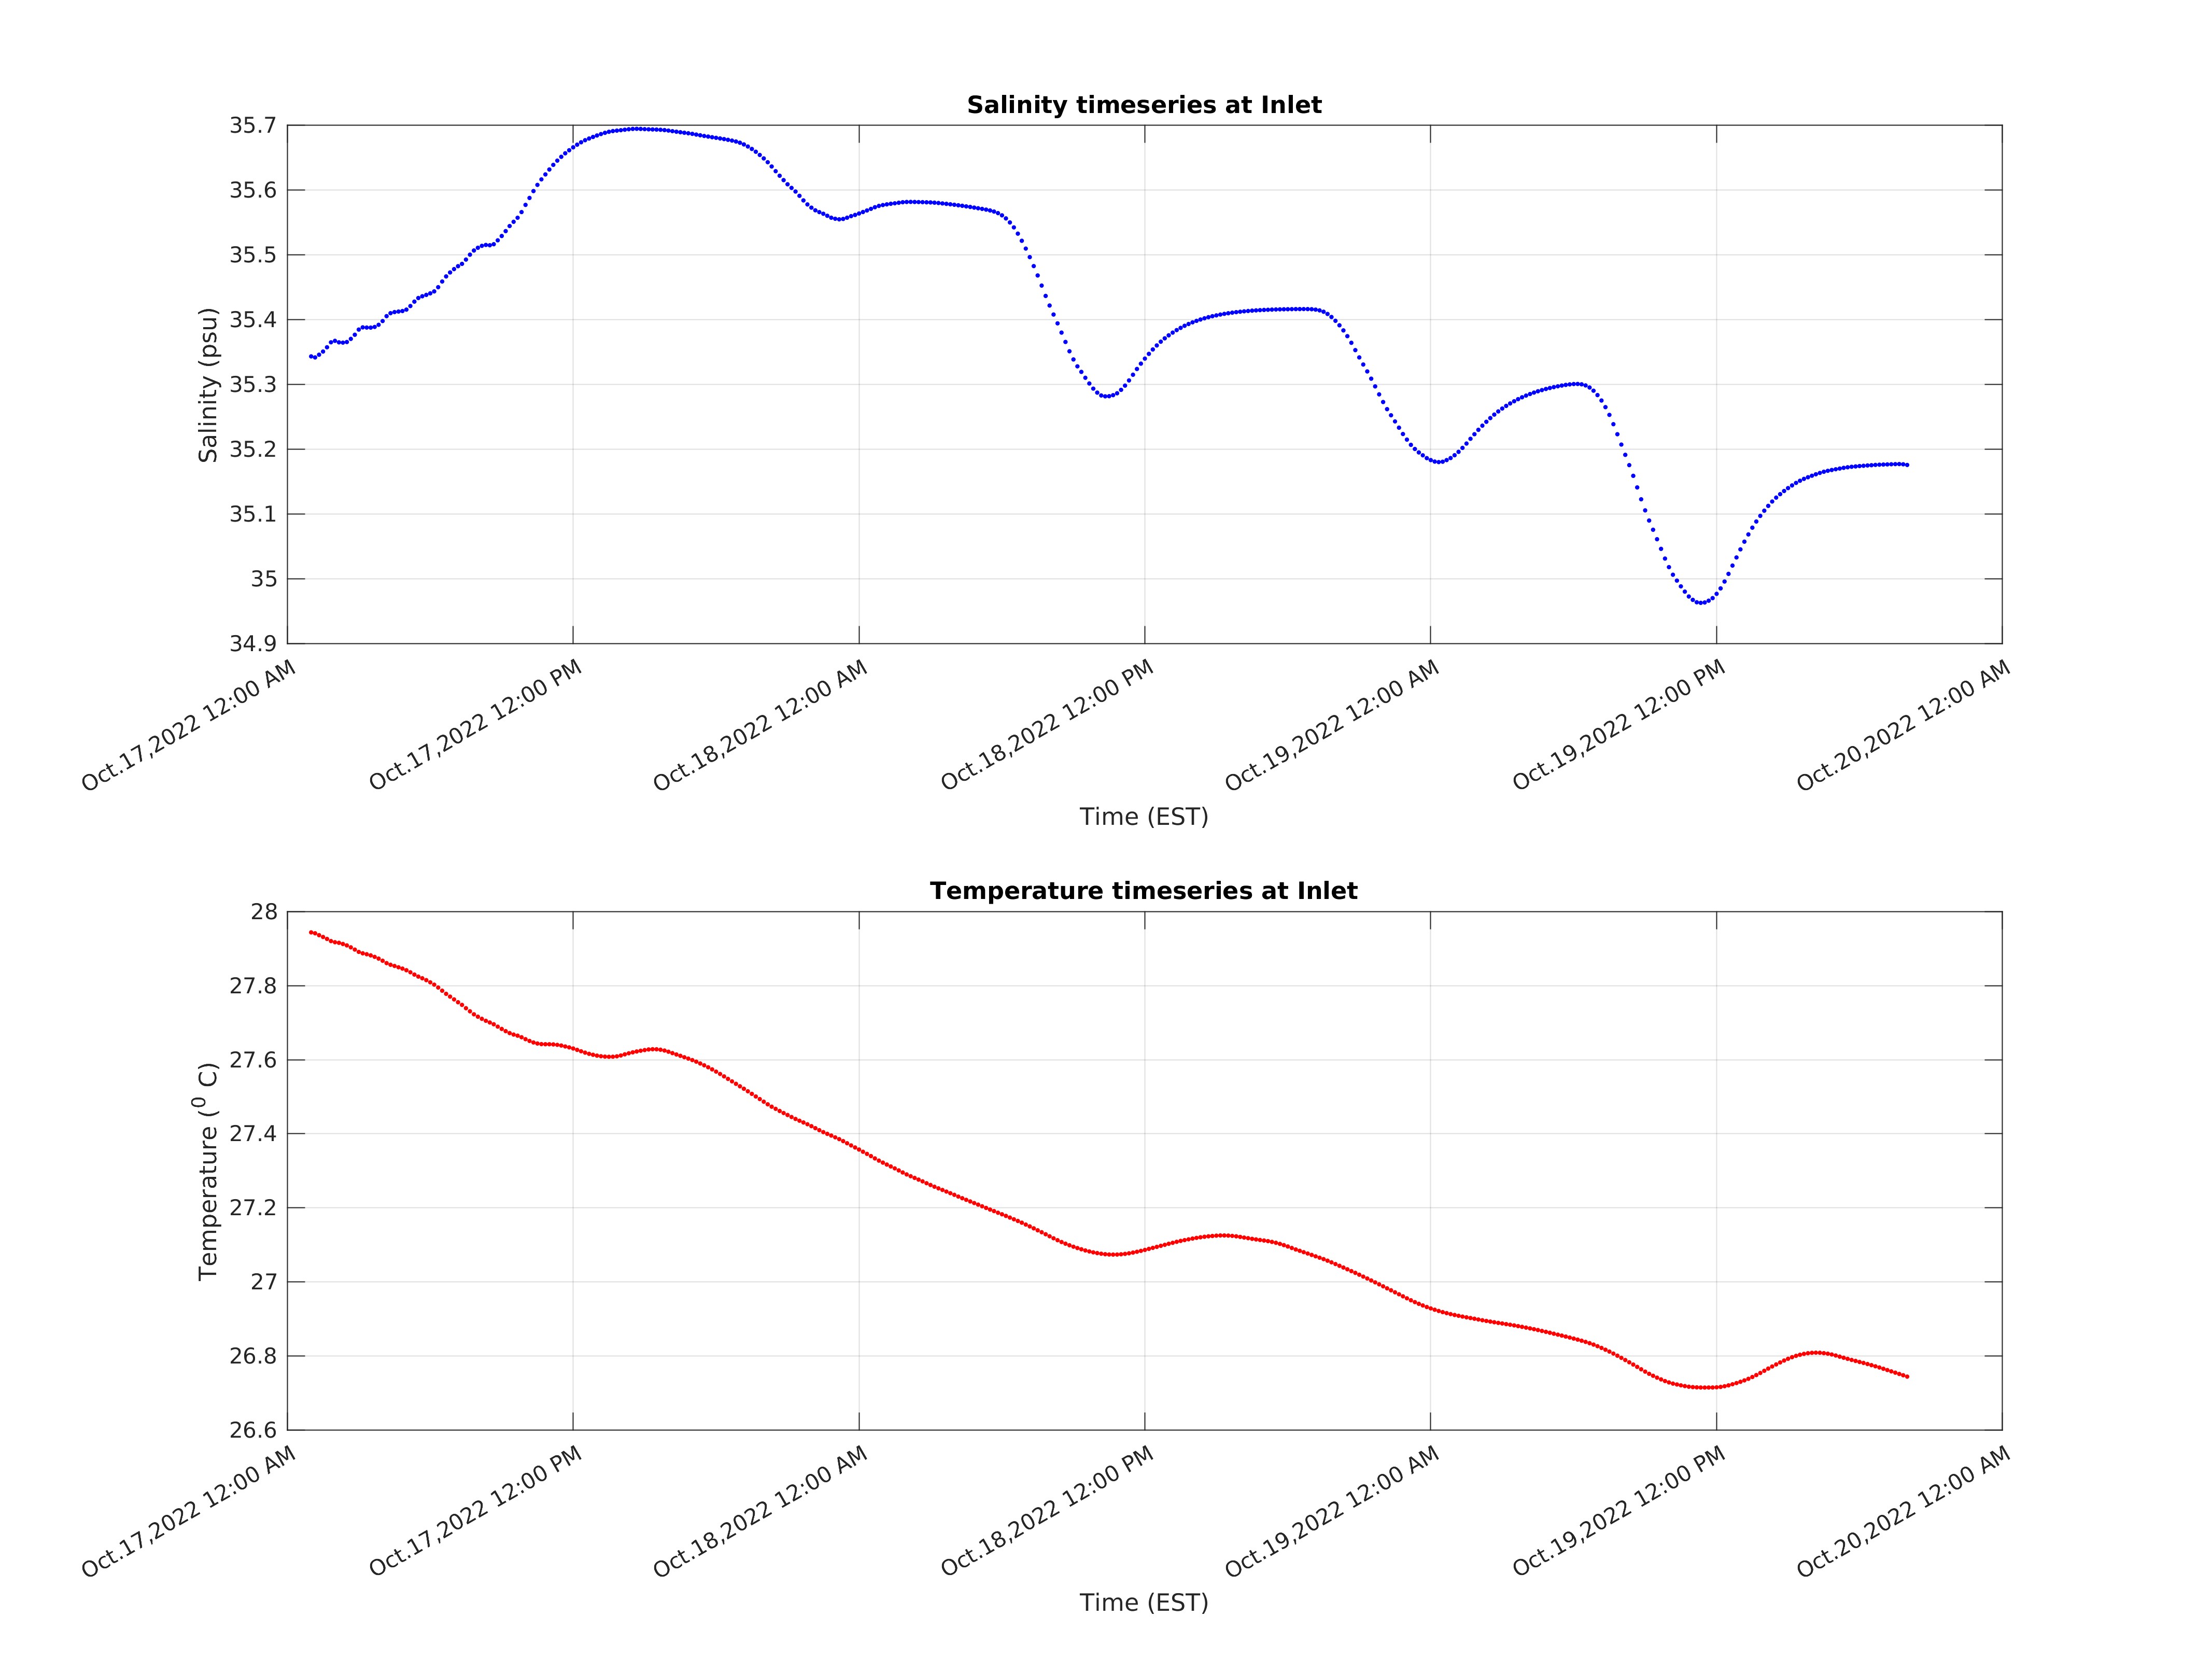 Salinity timeseries at Inlet
35.7
35.6
35.5
35.4
35.3
35.2
35.1
35
34.9
Salinity (psu)
Oct.17,2022 12:00 AM
Oct.17,2022 12:00 PM
Oct.18,2022 12:00 AM
Oct.18,2022 12:00 PM
Oct.19,2022 12:00 AM
Oct.19,2022 12:00 PM
Oct.20,2022 12:00 AM
Time (EST)
Temperature timeseries at Inlet
28
27.8
27.6
27.4
27.2
27
26.8
26.6
Temperature (⁰ C)
Oct.17,2022 12:00 AM
Oct.17,2022 12:00 PM
Oct.18,2022 12:00 AM
Oct.18,2022 12:00 PM
Oct.19,2022 12:00 AM
Oct.19,2022 12:00 PM
Oct.20,2022 12:00 AM
Time (EST)